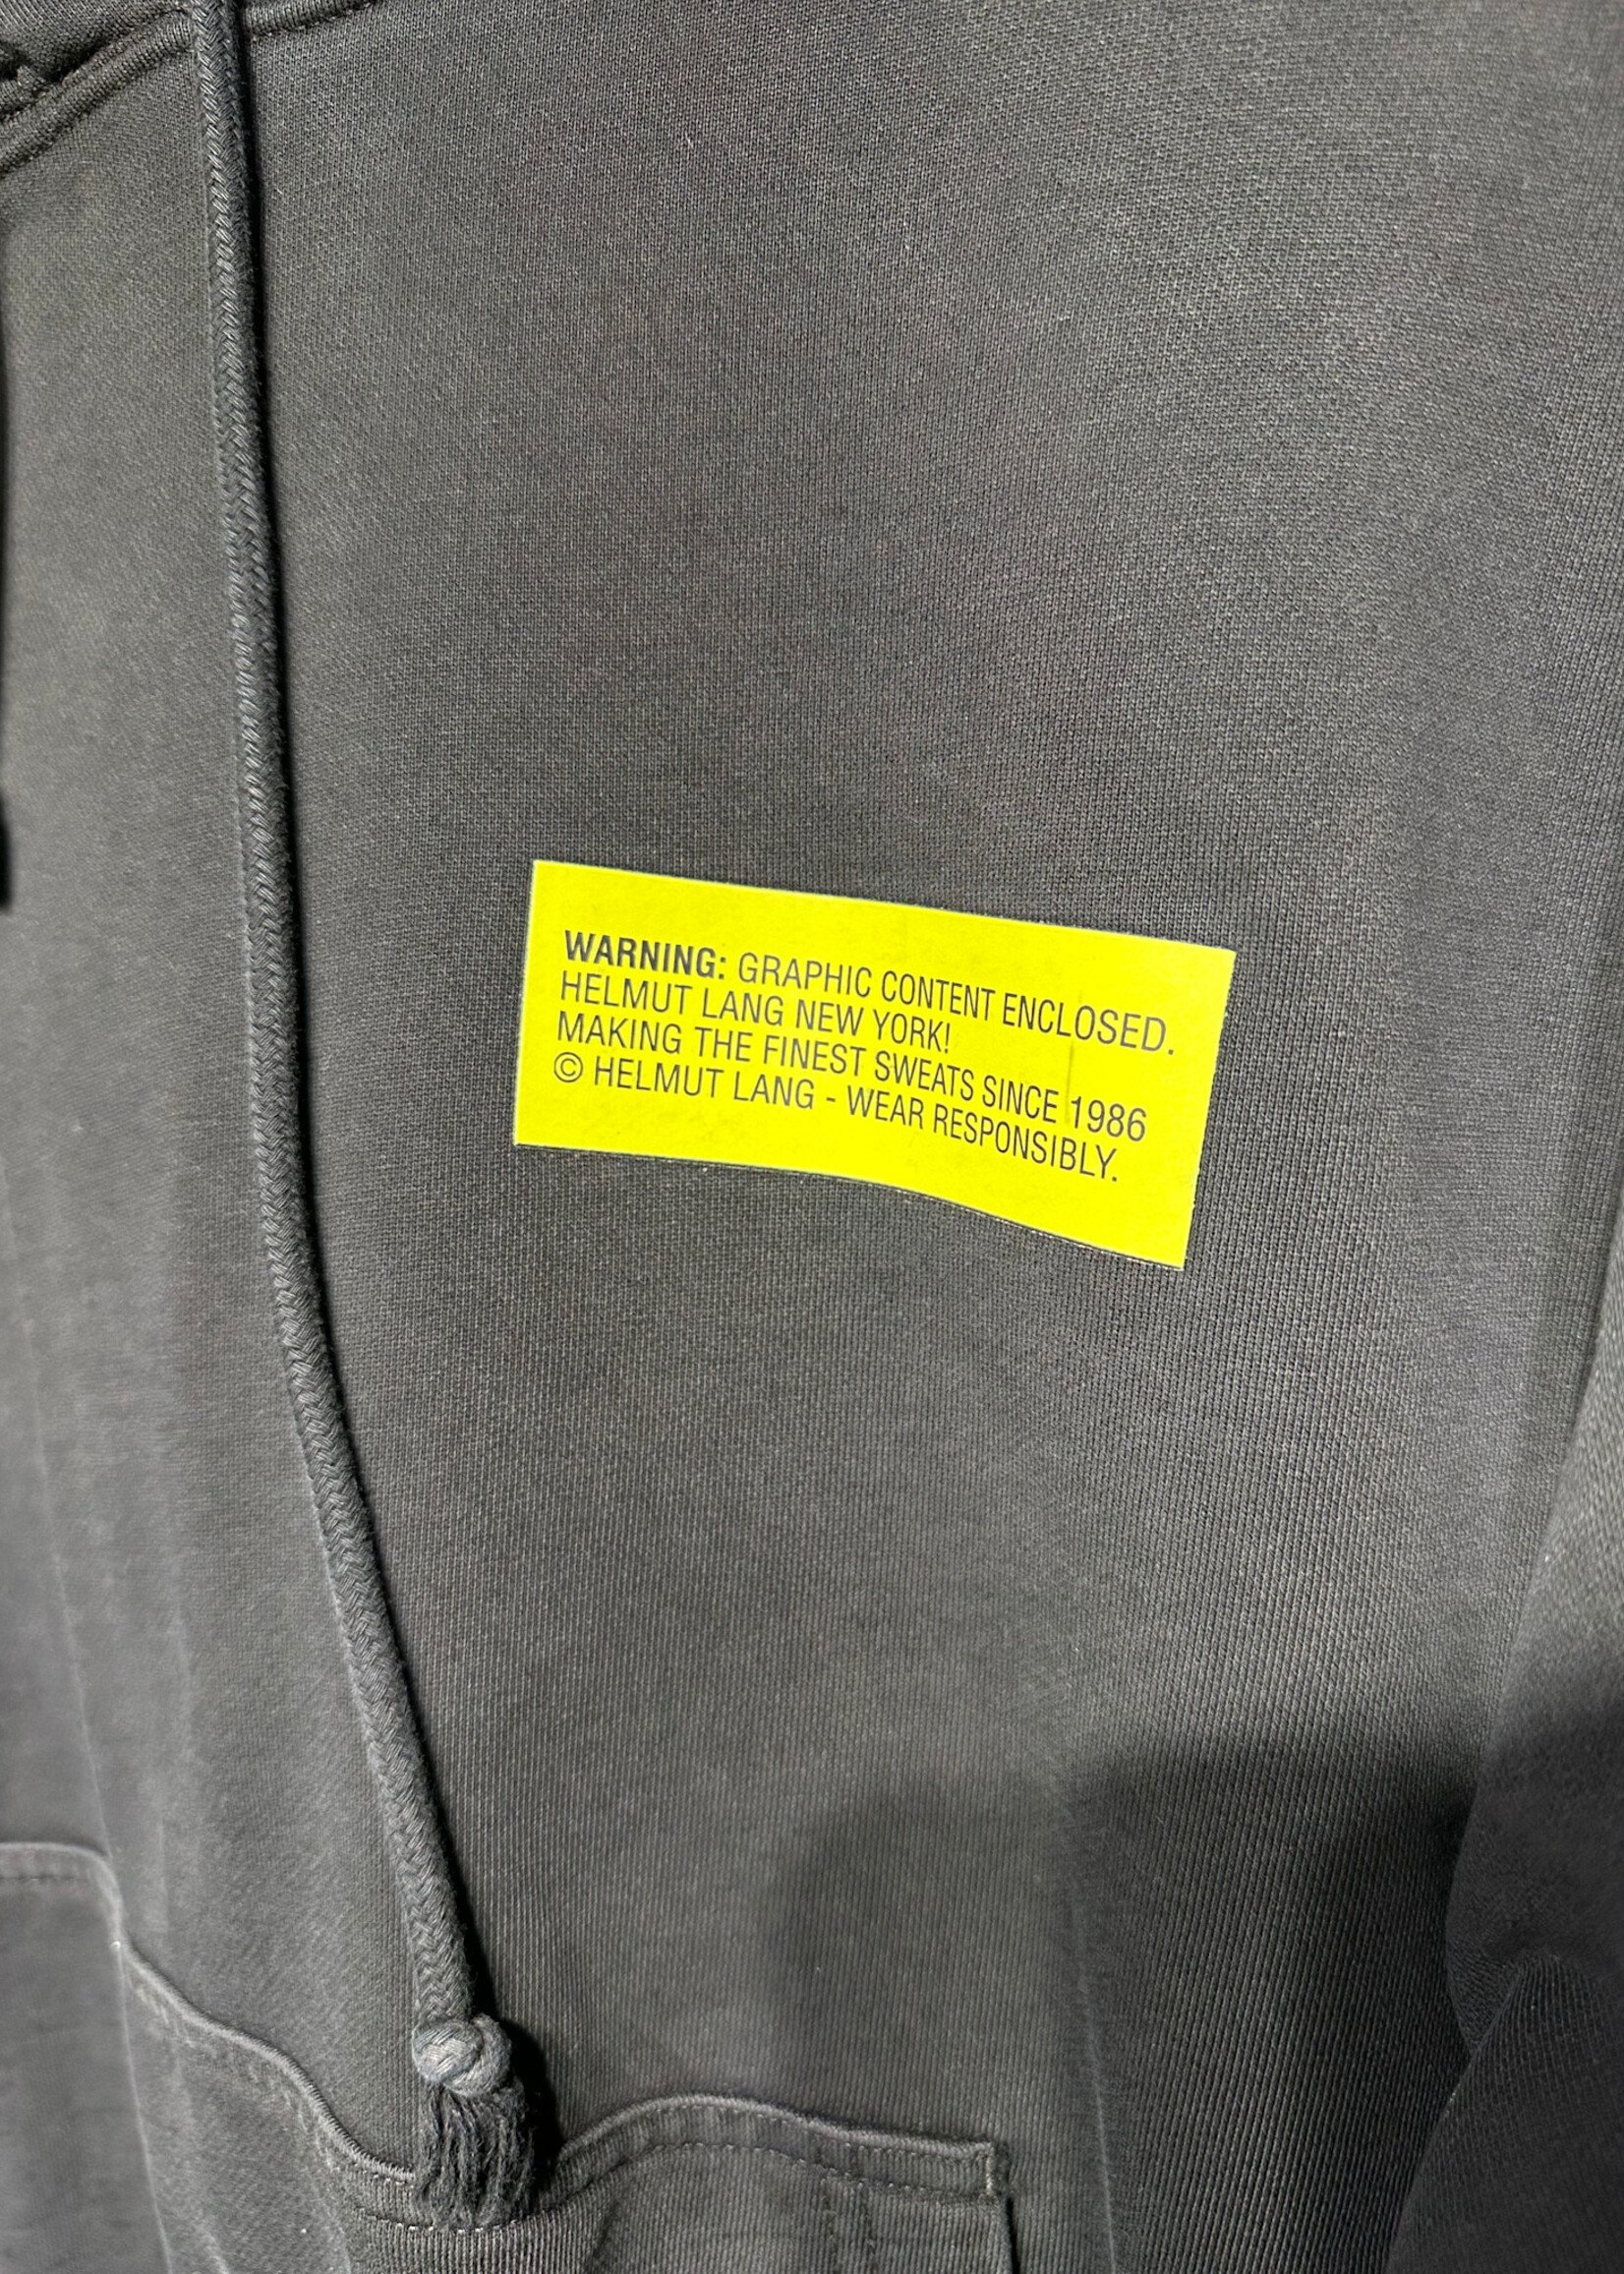 WARNING: GRAPHIC CONTENT ENCLOSED.
HELMUT LANG NEW YORK!
MAKING THE FINEST SWEATS SINCE 1986
© HELMUT LANG - WEAR RESPONSIBLY.